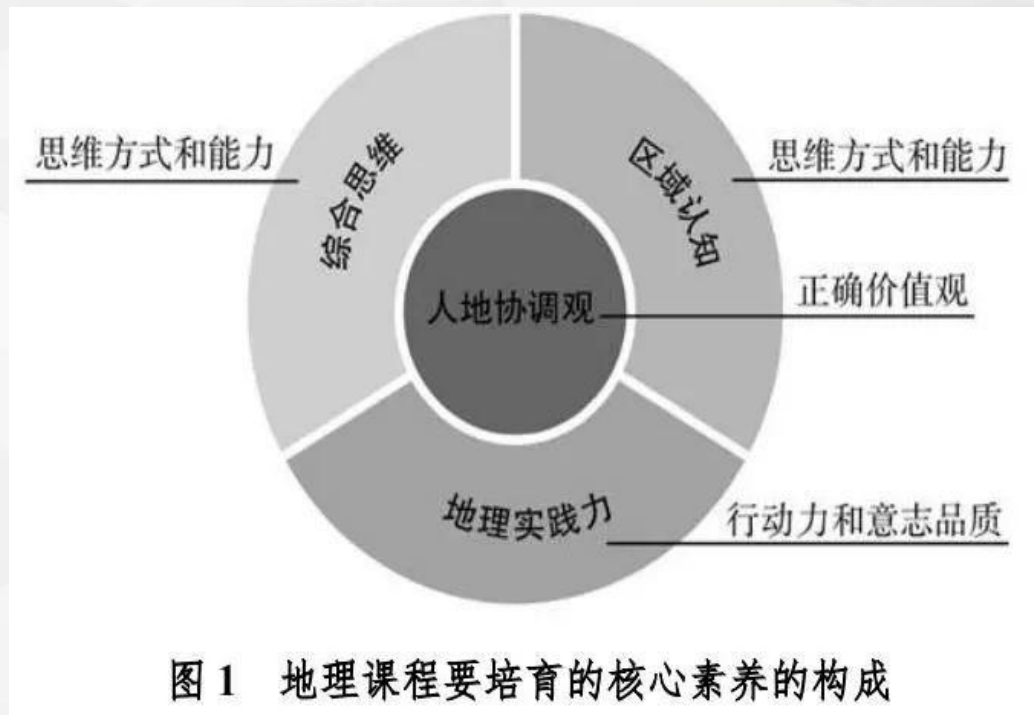 思维方式和能力
综合思维
区域认知
思维方式和能力
人地协调观
正确价值观
地理实践力
行动力和意志品质
图1 地理课程要培育的核心素养的构成